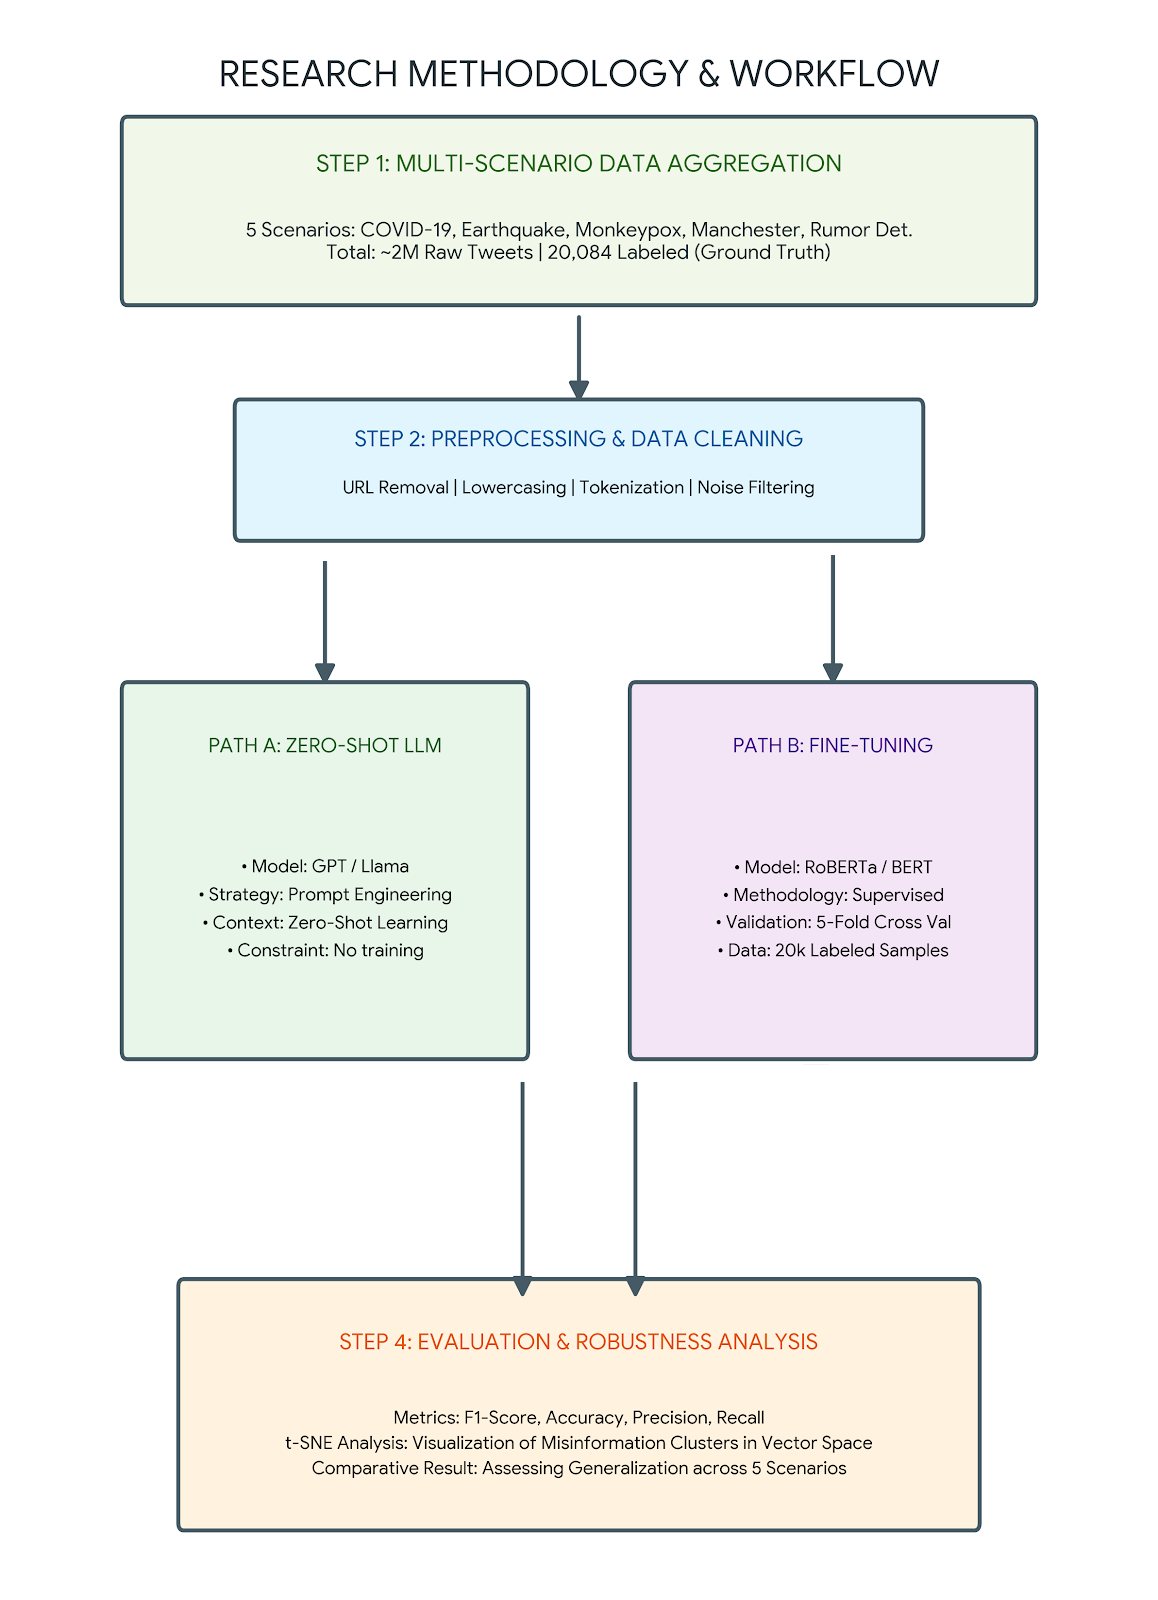 RESEARCH METHODOLOGY & WORKFLOW
STEP 1: MULTI-SCENARIO DATA AGGREGATION
5 Scenarios: COVID-19, Earthquake, Monkeypox, Manchester, Rumor Det.
Total: ~2M Raw Tweets | 20,084 Labeled (Ground Truth)
STEP 2: PREPROCESSING & DATA CLEANING
URL Removal | Lowercasing | Tokenization | Noise Filtering
PATH A: ZERO-SHOT LLM
• Model: GPT / Llama
• Strategy: Prompt Engineering
• Context: Zero-Shot Learning
• Constraint: No training
PATH B: FINE-TUNING
• Model: RoBERTa / BERT
• Methodology: Supervised
• Validation: 5-Fold Cross Val
• Data: 20k Labeled Samples
STEP 4: EVALUATION & ROBUSTNESS ANALYSIS
Metrics: F1-Score, Accuracy, Precision, Recall
t-SNE Analysis: Visualization of Misinformation Clusters in Vector Space
Comparative Result: Assessing Generalization across 5 Scenarios